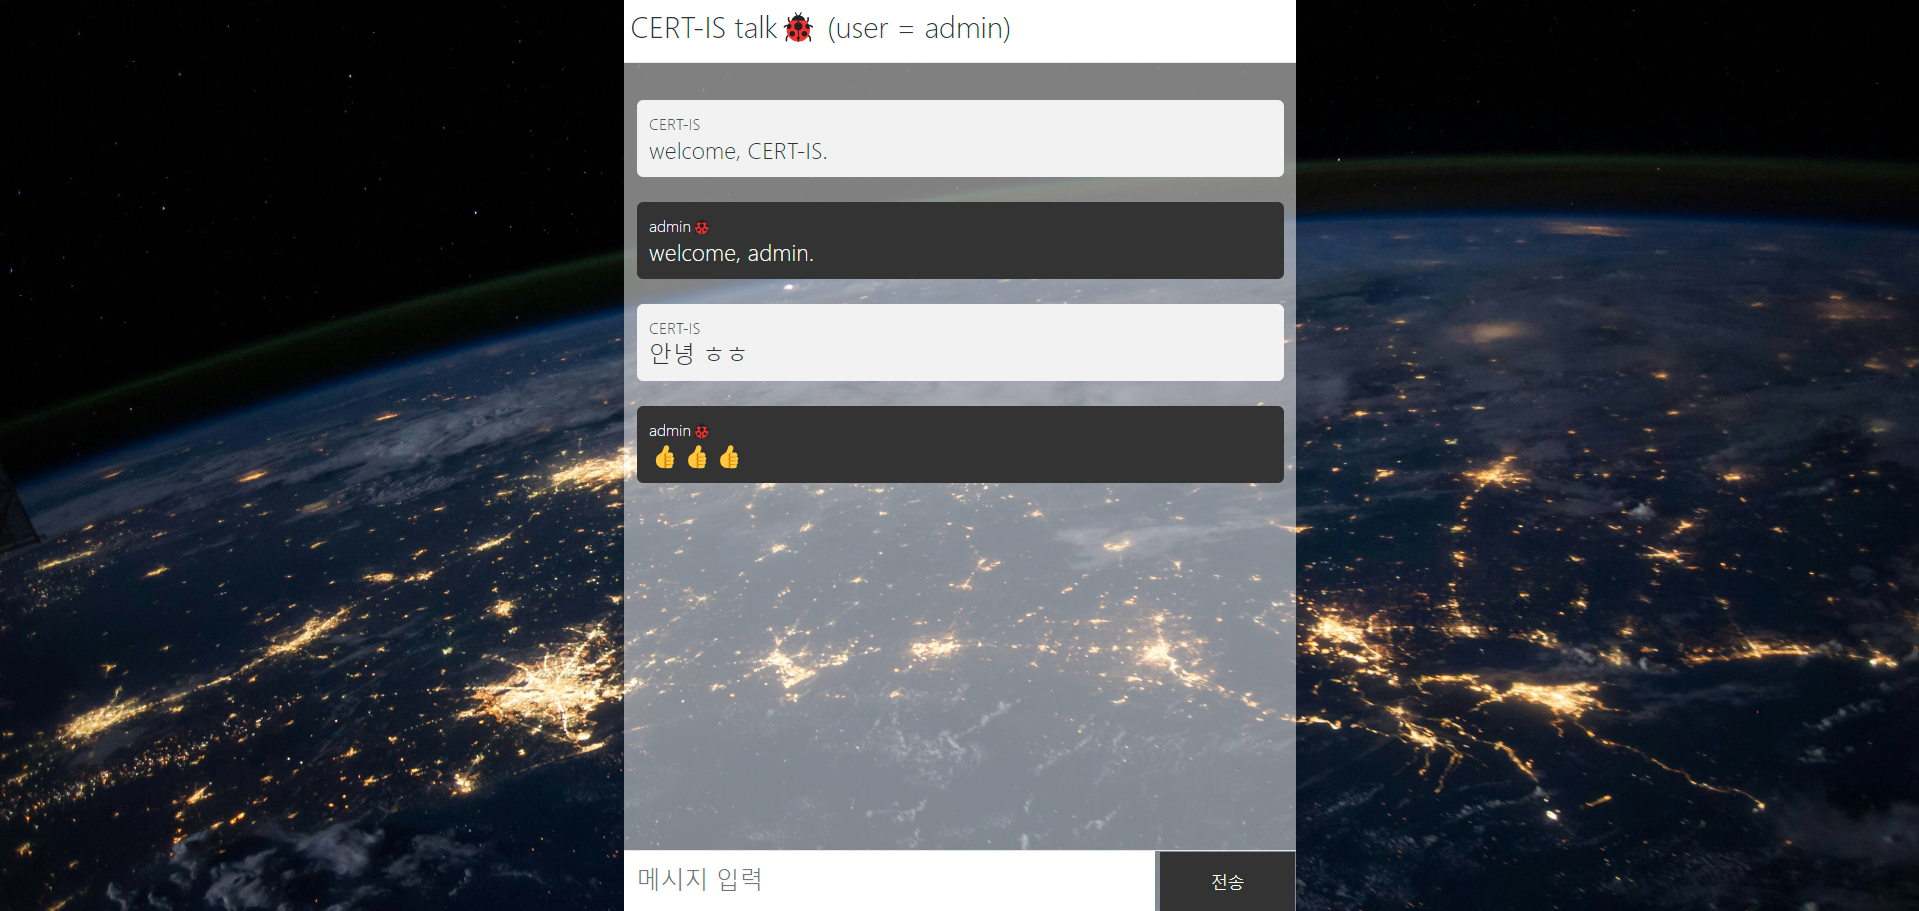 CERT-IS talk🐞 (user = admin)
CERT-IS
welcome, CERT-IS.
admin🐞
welcome, admin.
CERT-IS
안녕 ㅎㅎ
admin🐞
👍👍👍
메시지 입력
전송